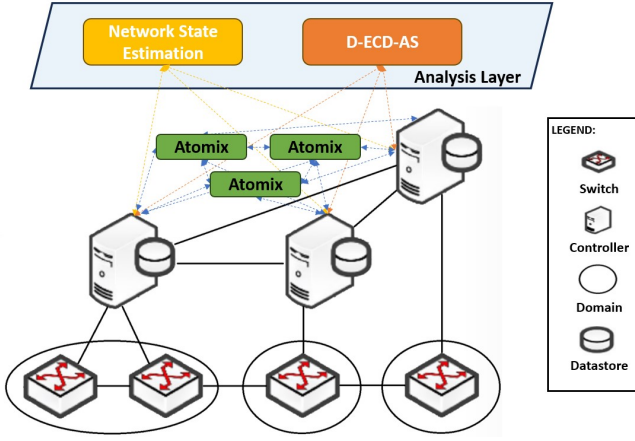 Network State
Estimation
D-ECD-AS
Analysis Layer
Atomix
Atomix
Atomix
LEGEND:
Switch
Controller
Domain
Datastore